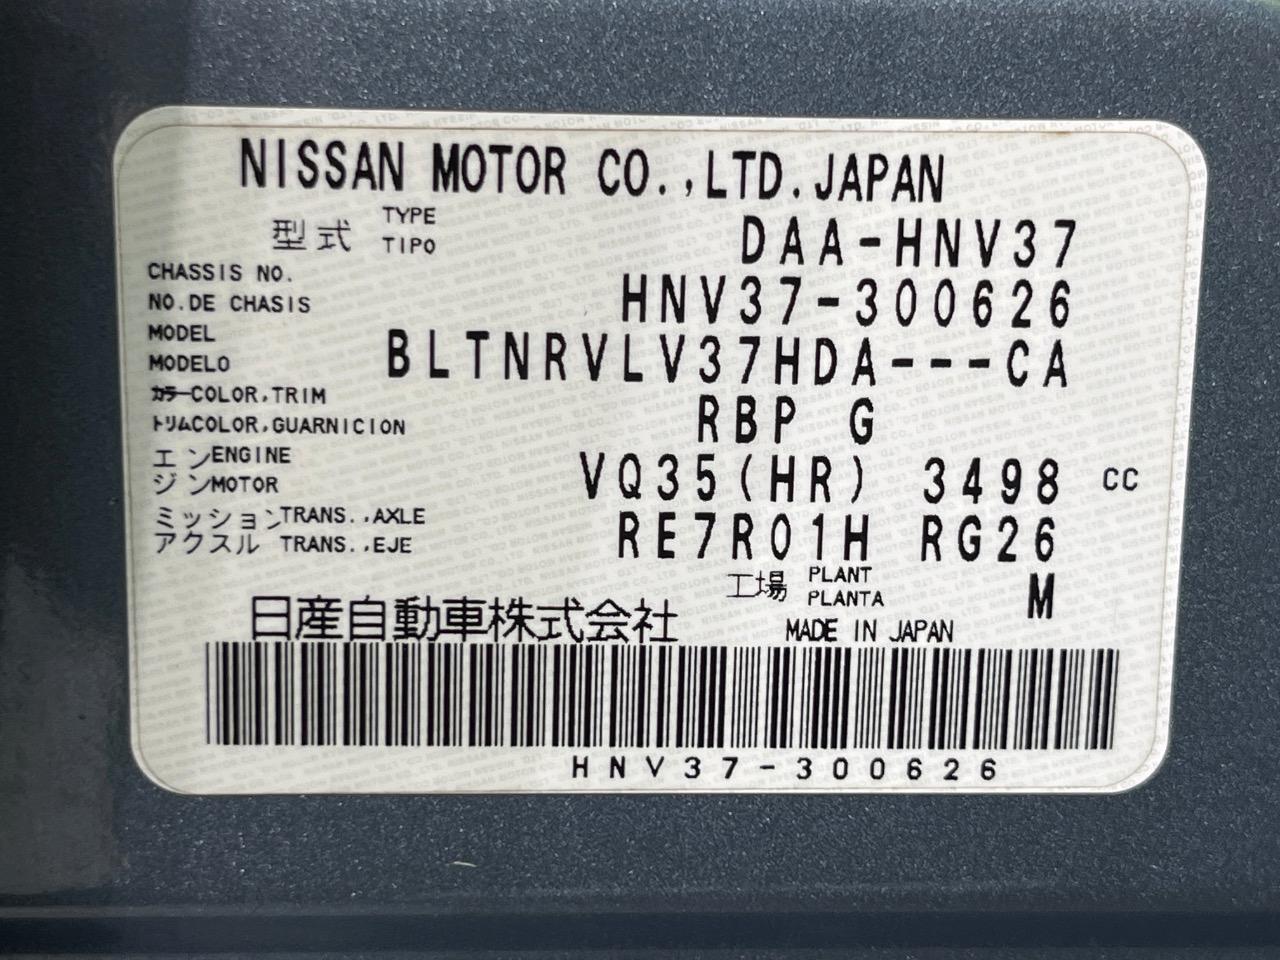 NISSAN MOTOR CO.,LTD.JAPAN
型式 TYPE TIPO DAA-HNV37
CHASSIS NO.
NO.DE CHASIS HNV37-300626
MODEL
MODELO BLTNRVLV37HDA---CA
カラーCOLOR,TRIM
トリムCOLOR,GUARNICION RBP G
エンENGINE
ジンMOTOR VQ35(HR) 3498 CC
ミッションTRANS.,AXLE
アクスル TRANS.,EJE RE7R01H RG26
工場 PLANT PLANTA M
日産自動車株式会社 MADE IN JAPAN
HNV37-300626